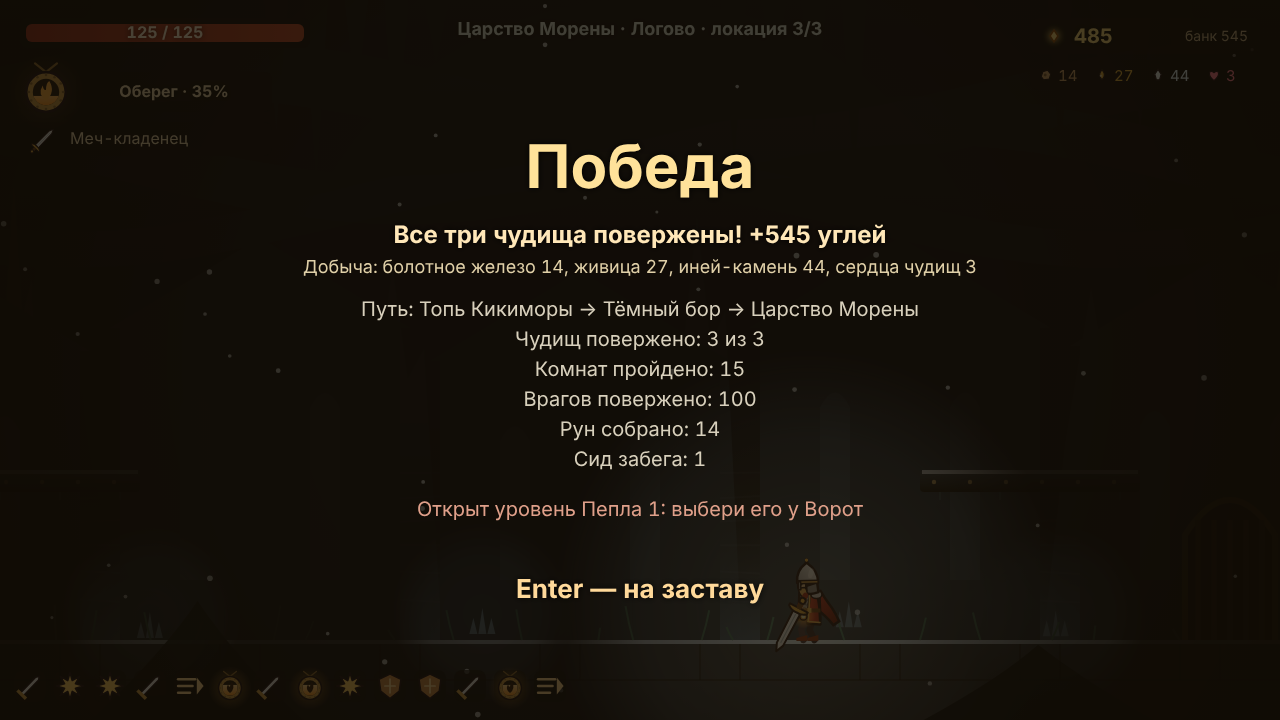 125 / 125
Царство Морены · Логово · локация 3/3
485
банк 545
14 27 44 3
Оберег · 35%
Меч-кладенец
Победа
Все три чудища повержены! +545 углей
Добыча: болотное железо 14, живица 27, иней-камень 44, сердца чудищ 3
Путь: Топь Кикиморы → Тёмный бор → Царство Морены
Чудищ повержено: 3 из 3
Комнат пройдено: 15
Врагов повержено: 100
Рун собрано: 14
Сид забега: 1
Открыт уровень Пепла 1: выбери его у Ворот
Enter — на заставу